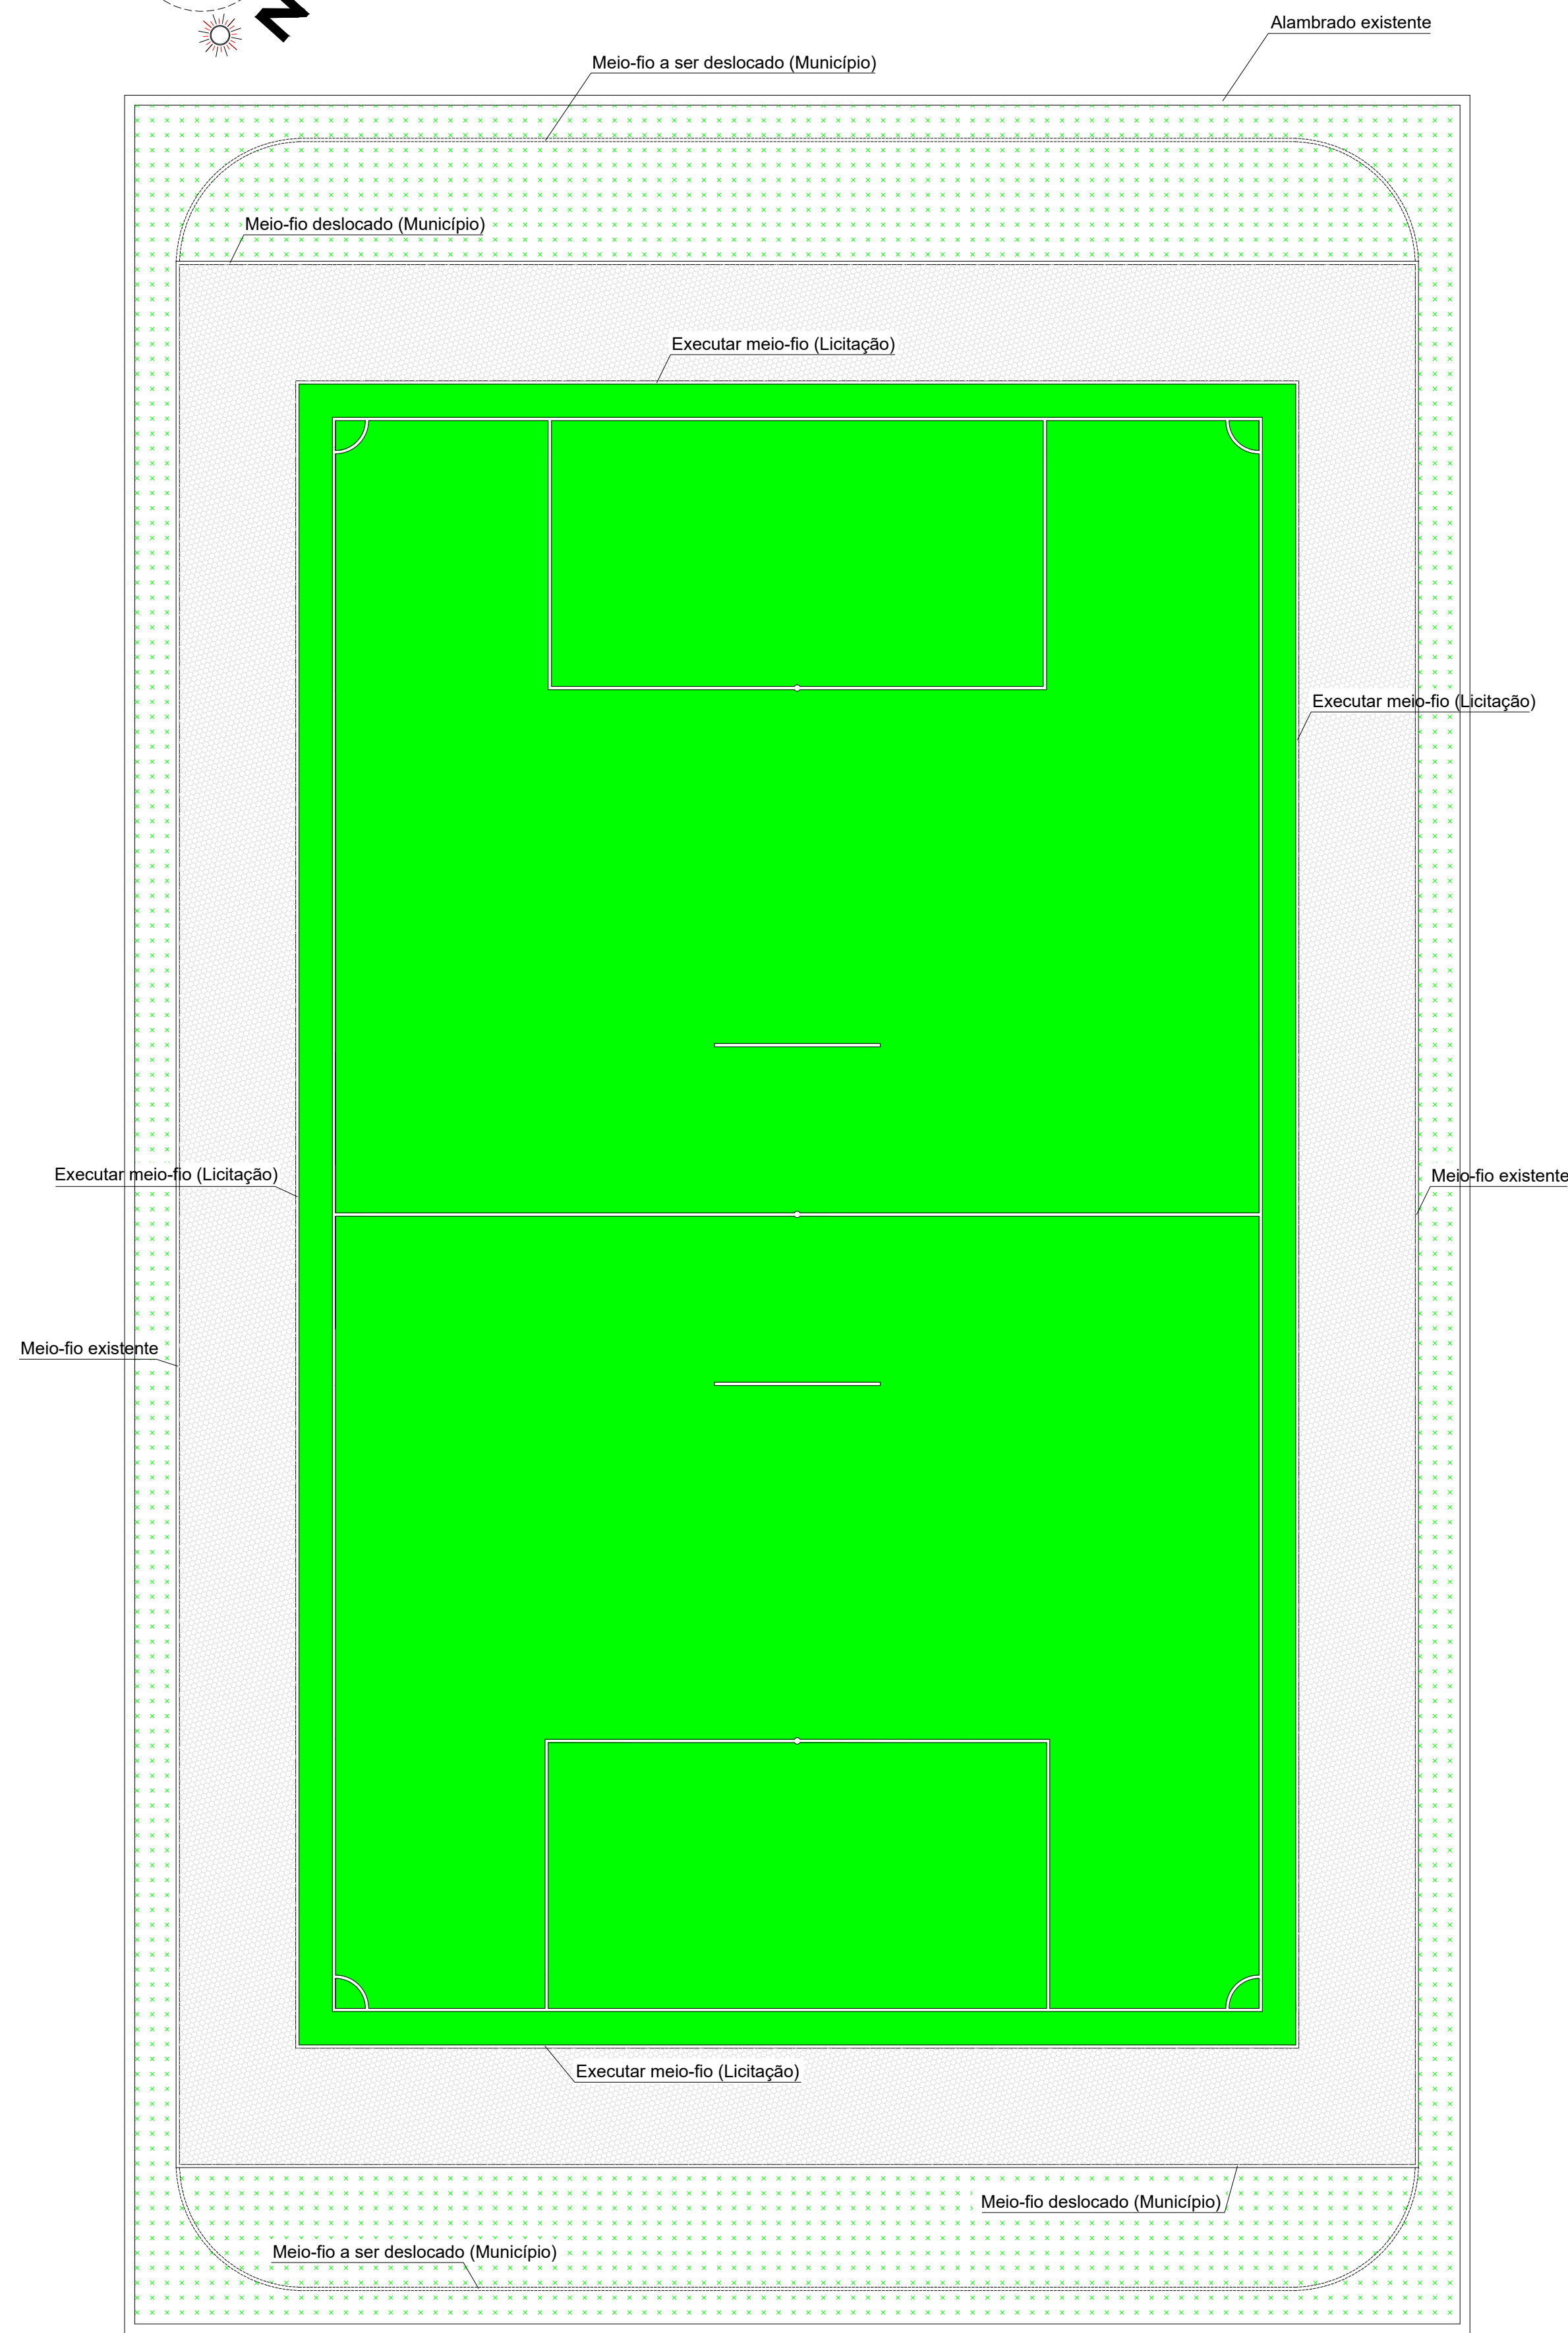 N
Alambrado existente
Meio-fio a ser deslocado (Município)
Meio-fio deslocado (Município)
Executar meio-fio (Licitação)
Executar meio-fio (Licitação)
Executar meio-fio (Licitação)
Meio-fio existente
Meio-fio existente
Executar meio-fio (Licitação)
Meio-fio deslocado (Município)
Meio-fio a ser deslocado (Município)